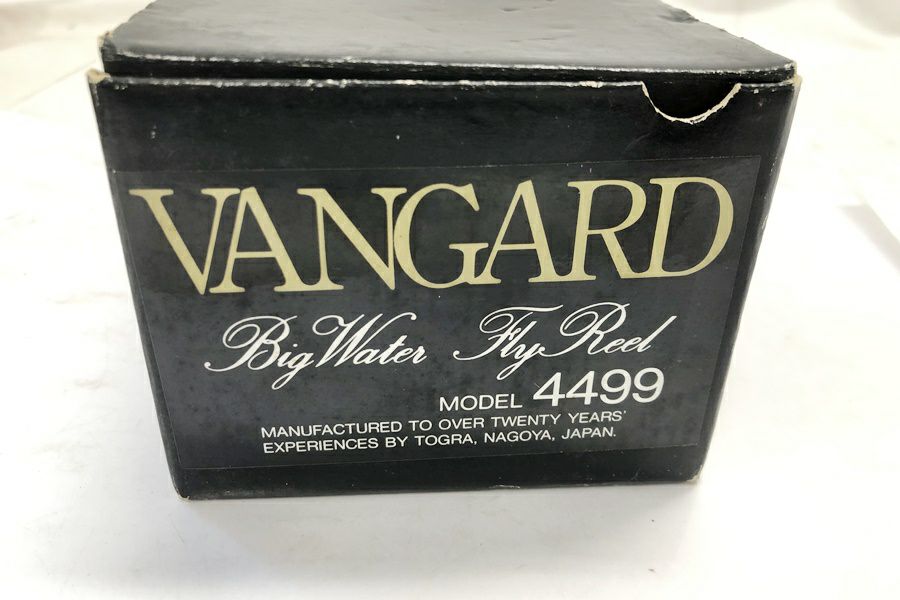 VANGARD
Big Water Fly Reel
MODEL 4499
MANUFACTURED TO OVER TWENTY YEARS'
EXPERIENCES BY TOGRA, NAGOYA, JAPAN.